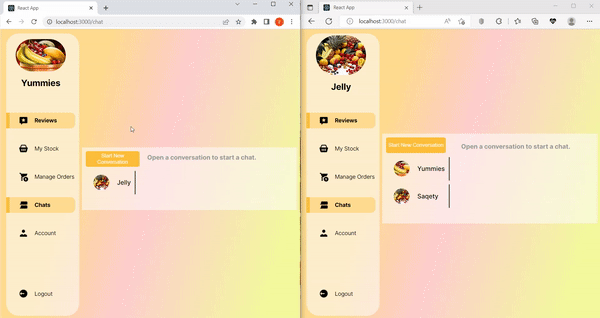 React App
localhost:3000/chat
Yummies
Reviews
My Stock
Manage Orders
Chats
Account
Logout
Start New
Conversation
Open a conversation to start a chat.
Jelly
React App
localhost:3000/chat
Jelly
Reviews
My Stock
Manage Orders
Chats
Account
Logout
Start New Conversation
Open a conversation to start a chat.
Yummies
Saqety